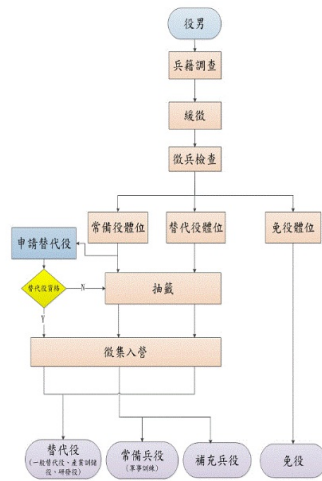 役男
兵籍調查
緩徵
徵兵檢查
常備役體位
替代役體位
免役體位
申請替代役
替代役資格
N
抽籤
Y
徵集入營
替代役
(一般替代役、產業訓儲
役、研發役)
常備兵役
(軍事訓練)
補充兵役
免役